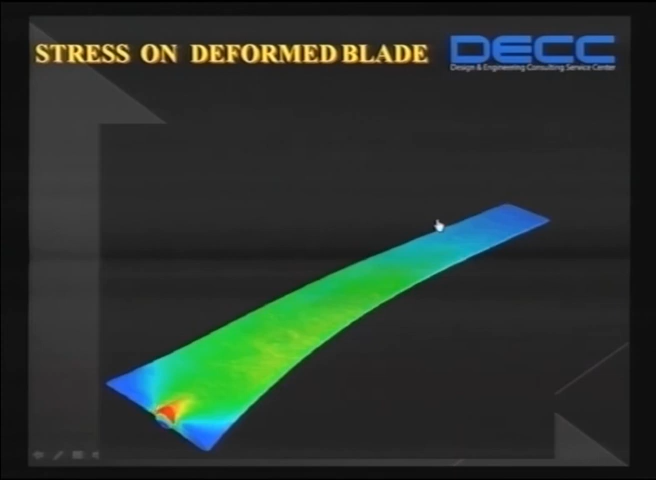 STRESS ON DEFORMED BLADE
DECC
Design & Engineering Consulting Service Center